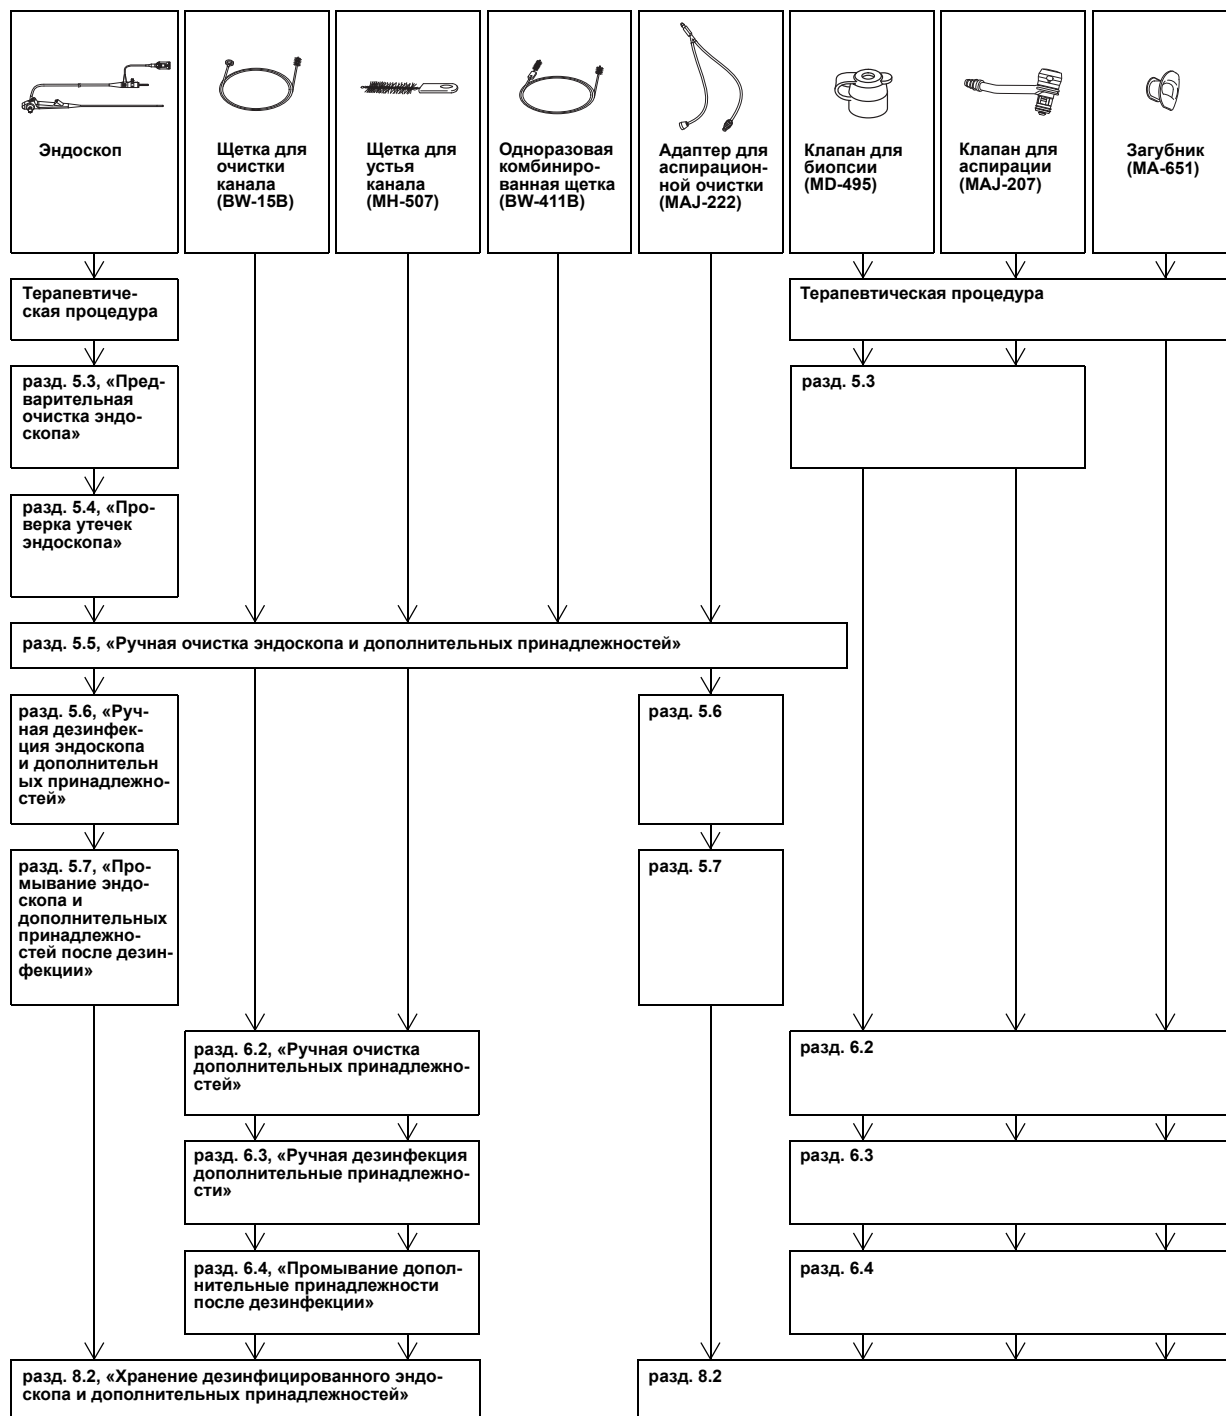 Эндоскоп
Щетка для
очистки
канала
(BW-15B)
Щетка для
устья
канала
(MH-507)
Одноразовая
комбиниро-
ванная щетка
(BW-411B)
Адаптер для
аспирацион-
ной очистки
(MAJ-222)
Клапан для
биопсии
(MD-495)
Клапан для
аспирации
(MAJ-207)
Загубник
(MA-651)
Терапевтиче-
ская процедура
Терапевтическая процедура
разд. 5.3, «Пред-
варительная
очистка эндо-
скопа»
разд. 5.3
разд. 5.4, «Про-
верка утечек
эндоскопа»
разд. 5.5, «Ручная очистка эндоскопа и дополнительных принадлежностей»
разд. 5.6, «Руч-
ная дезинфек-
ция эндоскопа
и дополнительн
ых принадлежно-
стей»
разд. 5.6
разд. 5.7, «Про-
мывание эндо-
скопа и
дополнительных
принадлежно-
стей после дезин-
фекции»
разд. 5.7
разд. 6.2, «Ручная очистка
дополнительных принадлежно-
стей»
разд. 6.2
разд. 6.3, «Ручная дезинфекция
дополнительные принадлежно-
сти»
разд. 6.3
разд. 6.4, «Промывание допол-
нительные принадлежности
после дезинфекции»
разд. 6.4
разд. 8.2, «Хранение дезинфицированного эндо-
скопа и дополнительных принадлежностей»
разд. 8.2